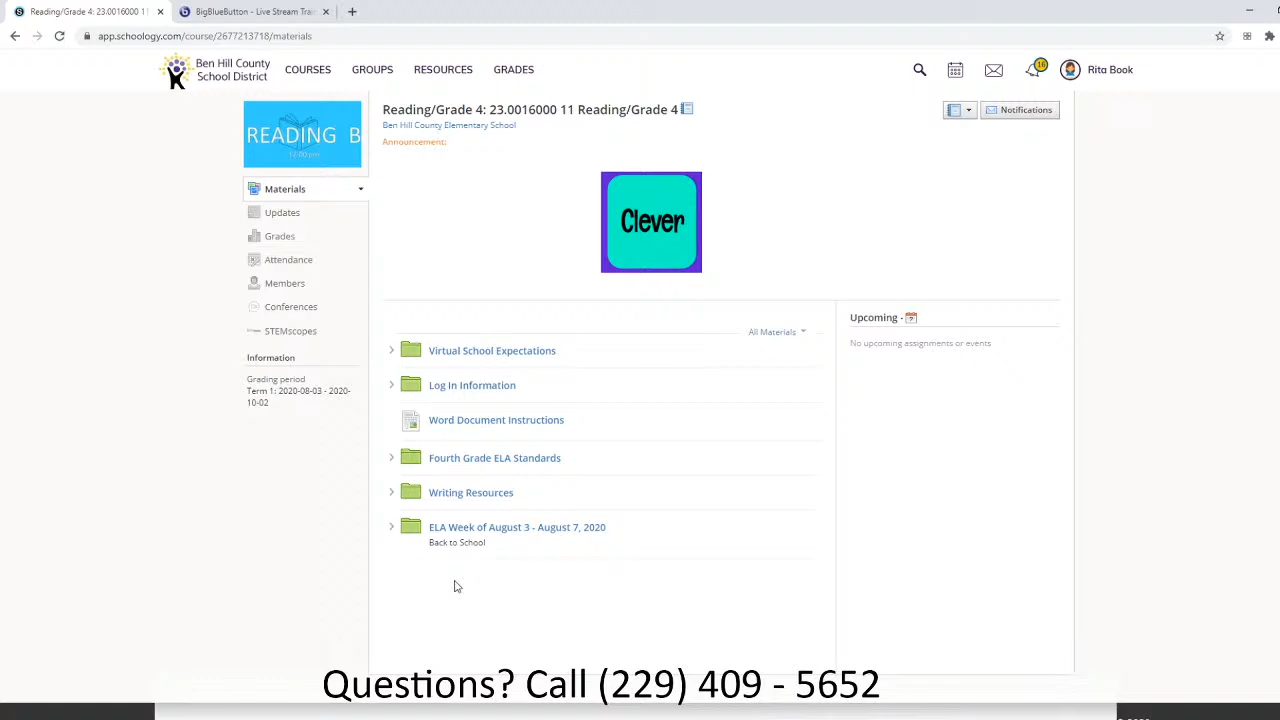 Reading/Grade 4: 23.0016000 11
BigBlueButton - Live Stream Trai
app.schoology.com/course/2677213718/materials
Ben Hill County
School District
COURSES
GROUPS
RESOURCES
GRADES
16
Rita Book
READING B
12:00pm
Reading/Grade 4: 23.0016000 11 Reading/Grade 4
Ben Hill County Elementary School
Announcement:
Notifications
Clever
Materials
Updates
Grades
Attendance
Members
Conferences
STEMscopes
Information
Grading period
Term 1: 2020-08-03 - 2020-
10-02
All Materials
Virtual School Expectations
Log In Information
Word Document Instructions
Fourth Grade ELA Standards
Writing Resources
ELA Week of August 3 - August 7, 2020
Back to School
Upcoming -
No upcoming assignments or events
Questions? Call (229) 409 - 5652